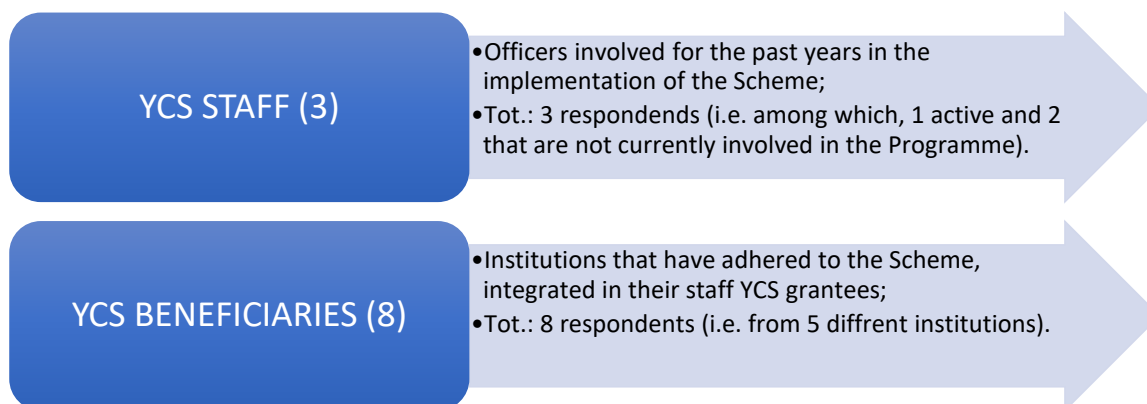 YCS STAFF (3)
•Officers involved for the past years in the
implementation of the Scheme;
•Tot.: 3 respondends (i.e. among which, 1 active and 2
that are not currently involved in the Programme).
YCS BENEFICIARIES (8)
•Institutions that have adhered to the Scheme,
integrated in their staff YCS grantees;
•Tot.: 8 respondents (i.e. from 5 diffrent institutions).